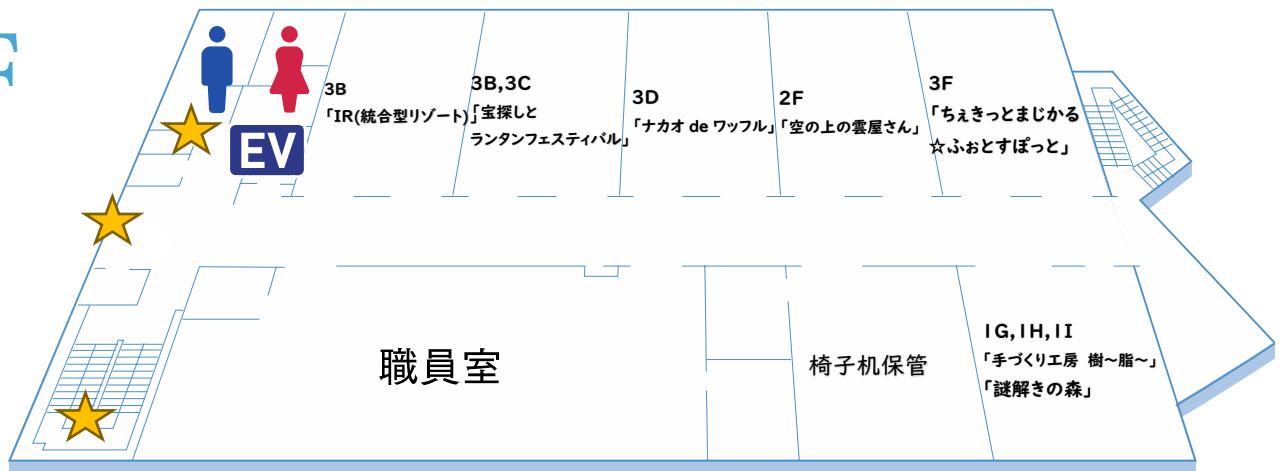 F
EV
3B
「IR(統合型リゾート)」
3B,3C
「宝探しと
ランタンフェスティバル」
3D
「ナカオ de ワッフル」
2F
「空の上の雲屋さん」
3F
「ちぇきっとまじかる
☆ふぉとすぽっと」
職員室
椅子机保管
1G,1H,1I
「手づくり工房 樹～脂～」
「謎解きの森」